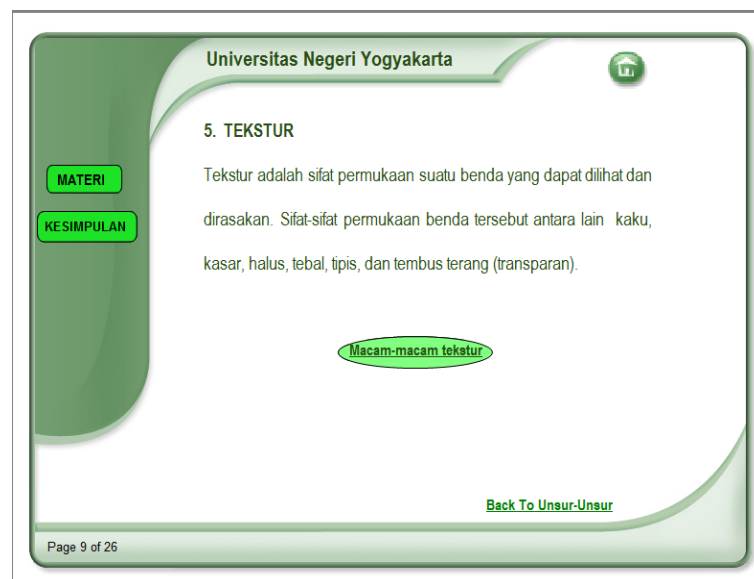 Universitas Negeri Yogyakarta
5. TEKSTUR
MATERI
KESIMPULAN
Tekstur adalah sifat permukaan suatu benda yang dapat dilihat dan
dirasakan. Sifat-sifat permukaan benda tersebut antara lain kaku,
kasar, halus, tebal, tipis, dan tembus terang (transparan).
Macam-macam tekstur
Back To Unsur-Unsur
Page 9 of 26